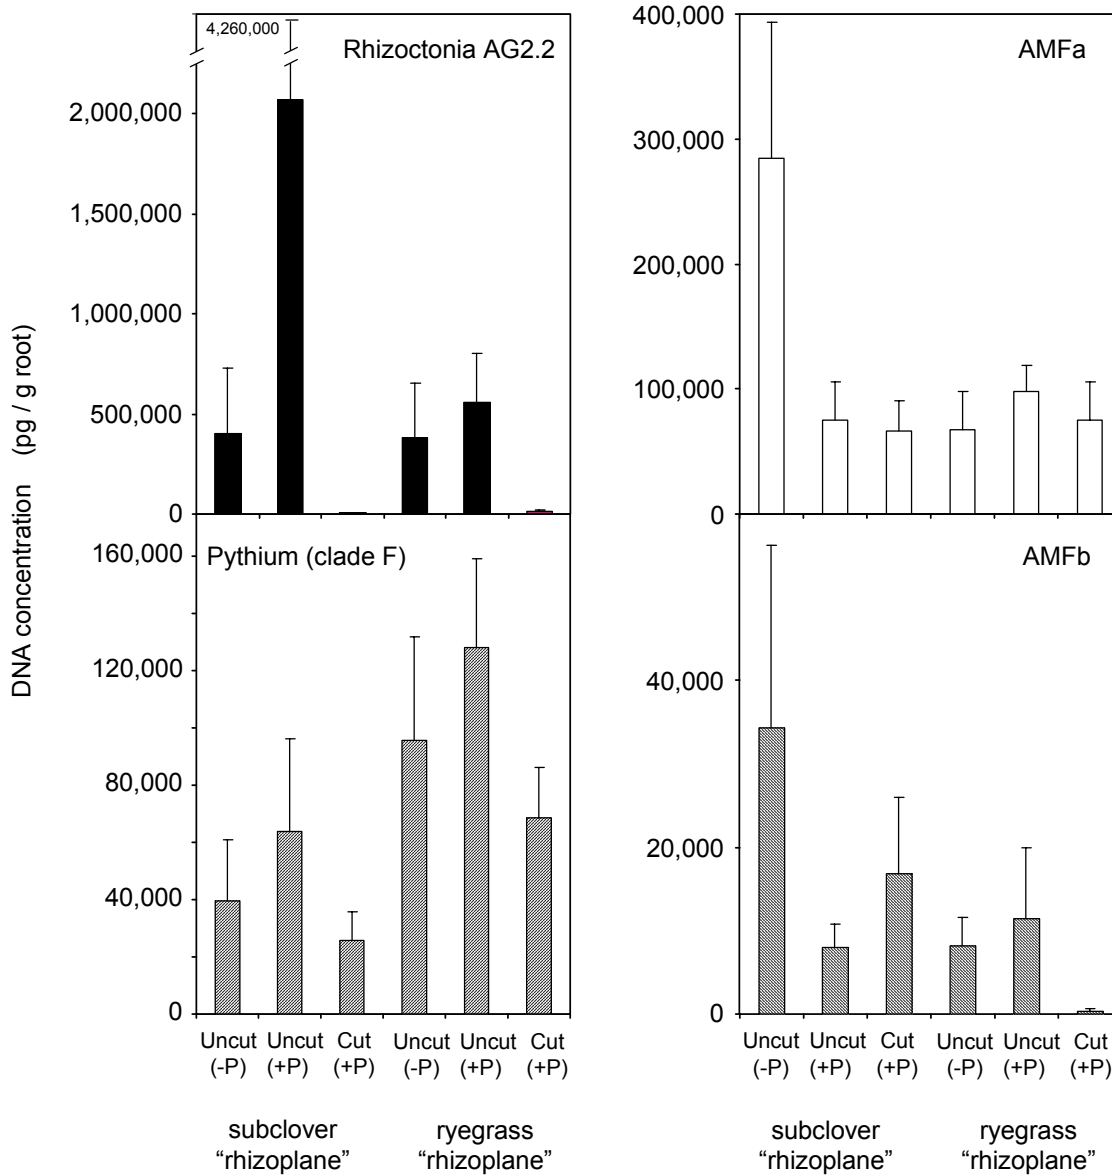 4,260,000
Rhizoctonia AG2.2
2,000,000
1,500,000
1,000,000
500,000
0
AMFa
400,000
300,000
200,000
100,000
0
DNA concentration (pg / g root)
Pythium (clade F)
160,000
120,000
80,000
40,000
0
AMFb
40,000
20,000
0
Uncut Uncut Cut Uncut Uncut Cut
(-P) (+P) (+P) (-P) (+P) (+P)
subclover ryegrass
“rhizoplane” “rhizoplane”
Uncut Uncut Cut Uncut Uncut Cut
(-P) (+P) (+P) (-P) (+P) (+P)
subclover ryegrass
“rhizoplane” “rhizoplane”